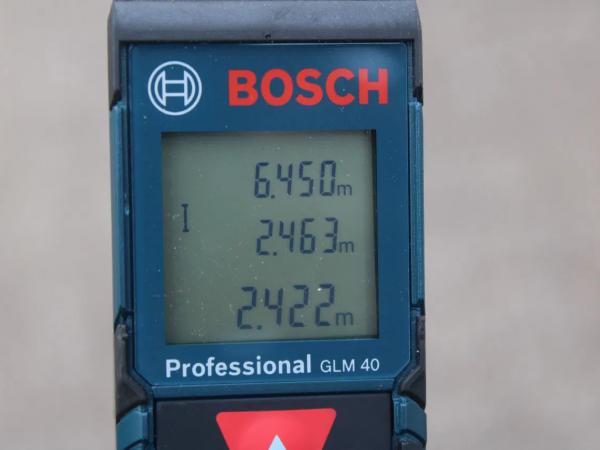 BOSCH
6.450m
2.463m
2.422m
Professional GLM 40